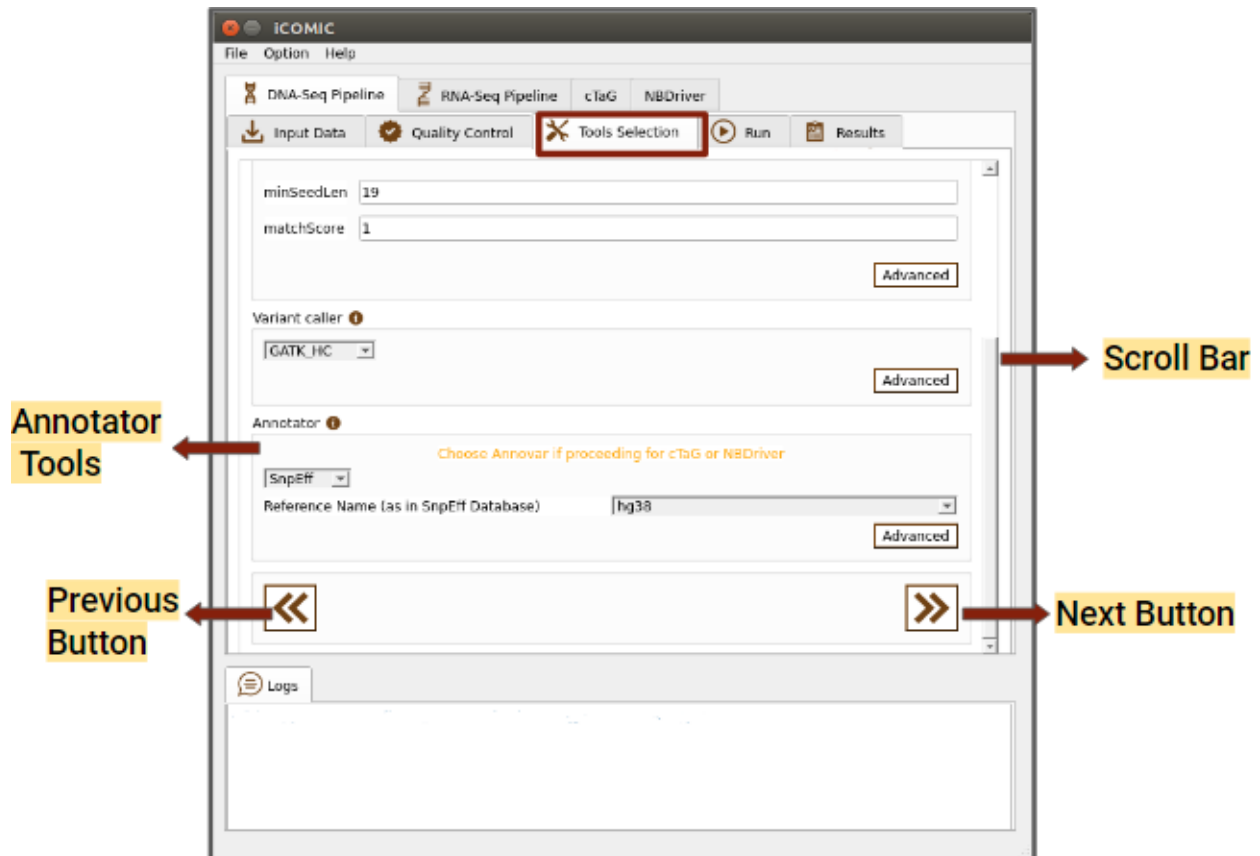 iCOMIC
File Option Help
DNA-Seq Pipeline RNA-Seq Pipeline cTaG NBDriver
Input Data Quality Control Tools Selection Run Results
minSeedLen 19
matchScore 1
Advanced
Variant caller
GATK_HC
Advanced
Scroll Bar
Annotator
Tools
Annotator
Choose Annovar if proceeding for cTaG or NBDriver
SnpEff
Reference Name (as in SnpEff Database) hg38
Advanced
Previous
Button
Next Button
Logs